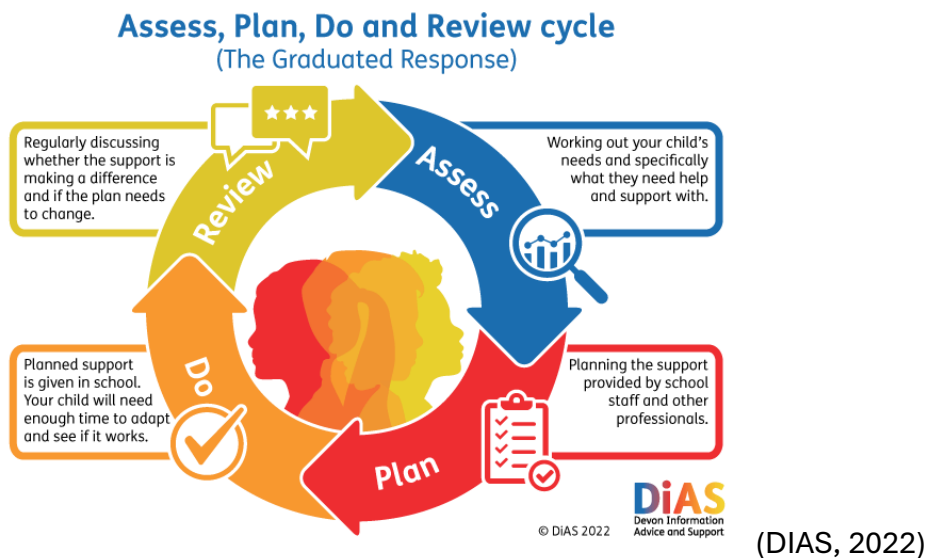 Assess, Plan, Do and Review cycle
(The Graduated Response)
Regularly discussing
whether the support is
making a difference
and if the plan needs
to change.
Review
Assess
Working out your child's
needs and specifically
what they need help
and support with.
Planned support
is given in school.
Your child will need
enough time to adapt
and see if it works.
Do
Plan
Planning the support
provided by school
staff and other
professionals.
© DiAS 2022
DiAS
Devon Information
Advice and Support
(DIAS, 2022)